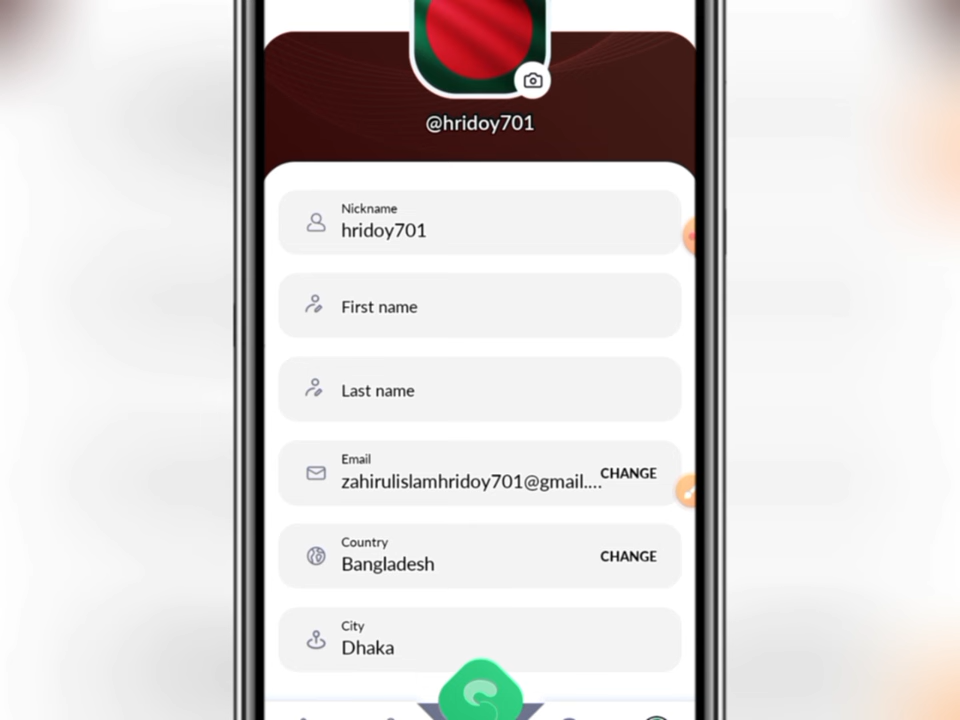 @hridoy701
Nickname
hridoy701
First name
Last name
Email
zahirulislamhridoy701@gmail....
CHANGE
Country
Bangladesh
CHANGE
City
Dhaka